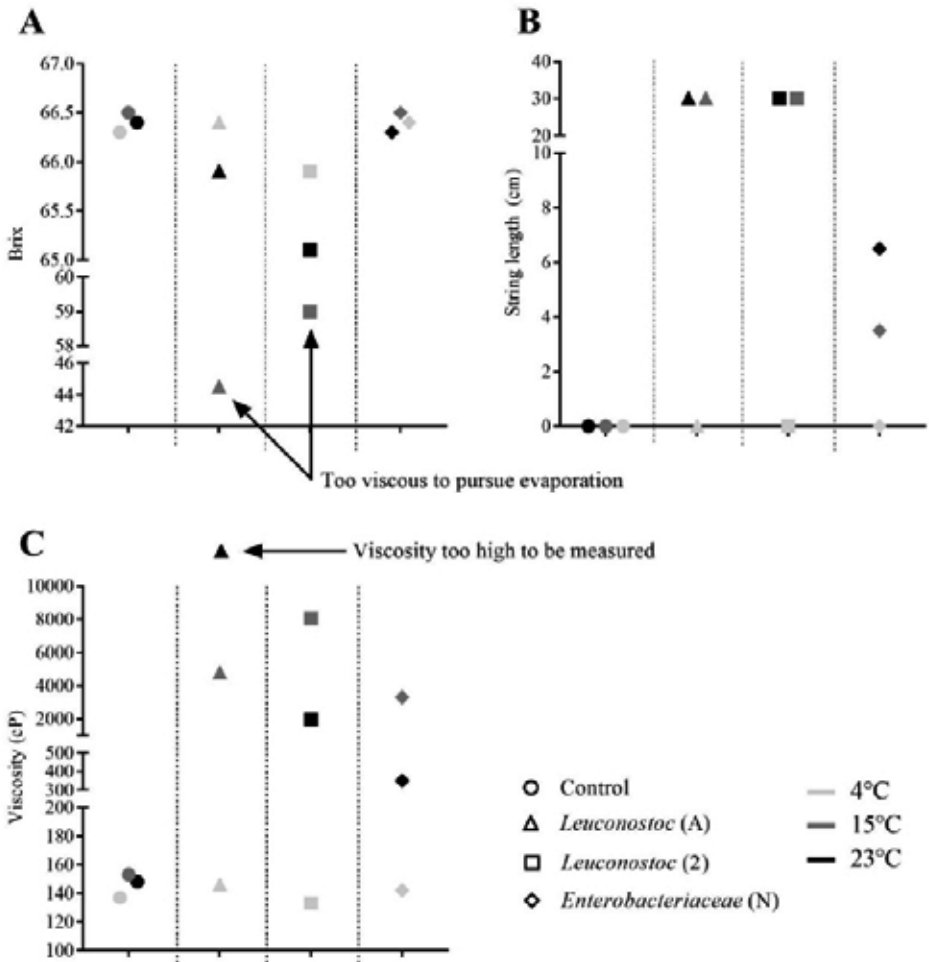 A
67.0
66.5
66.0
65.5
65.0
60
59
58
46
44
42
Brix
B
40
30
20
10
8
6
4
2
0
String length (cm)
Too viscous to pursue evaporation
C
Viscosity too high to be measured
10000
8000
6000
4000
2000
500
400
300
200
180
160
140
120
100
Viscosity (cP)
Control
Leuconostoc (A)
Leuconostoc (2)
Enterobacteriaceae (N)
4°C
15°C
23°C